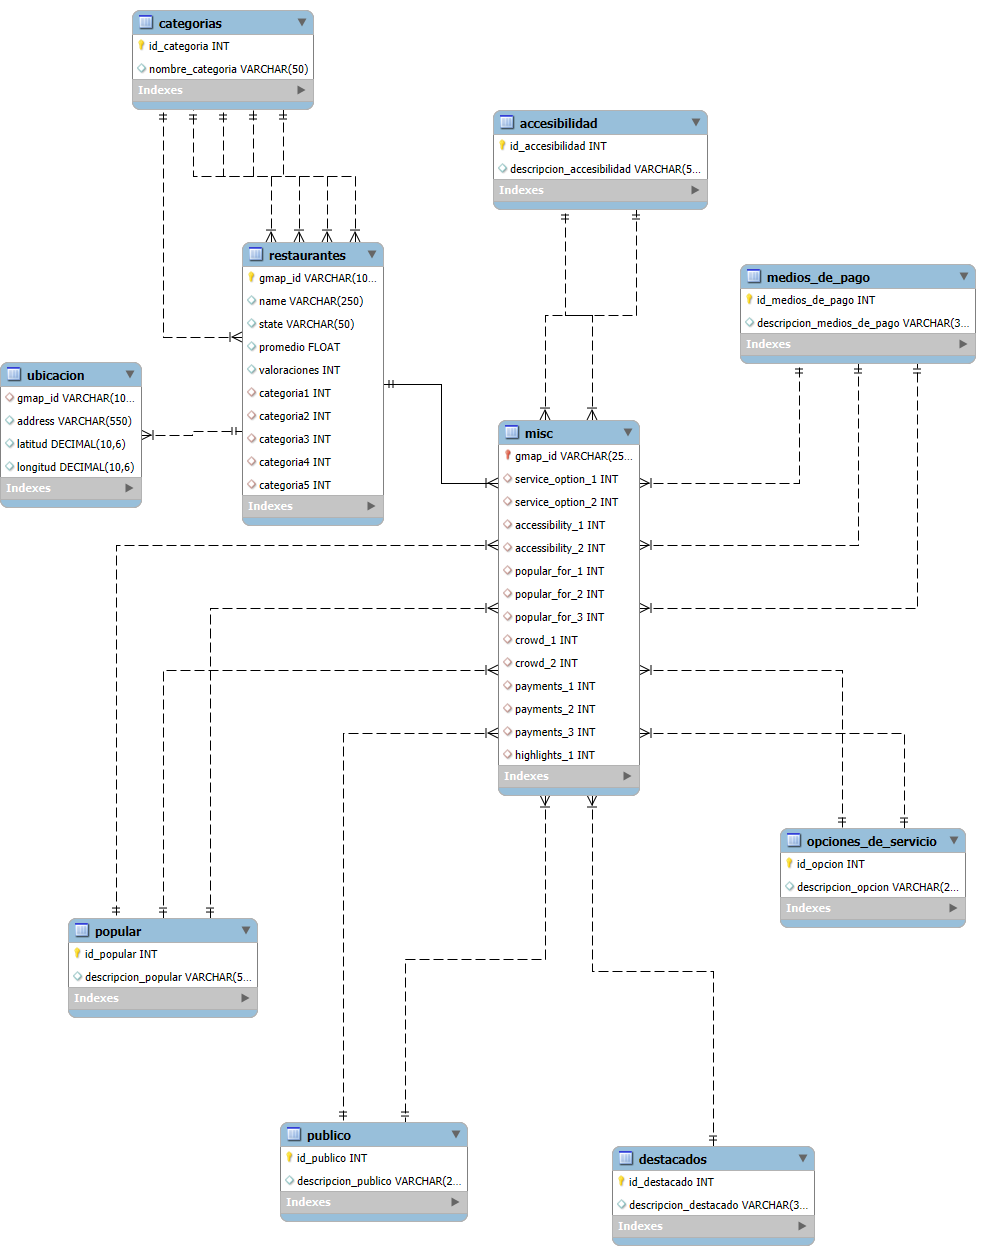 categorias
id_categoria INT
nombre_categoria VARCHAR(50)
Indexes
accesibilidad
id_accesibilidad INT
descripcion_accesibilidad VARCHAR(5...
Indexes
restaurantes
gmap_id VARCHAR(10...
name VARCHAR(250)
state VARCHAR(50)
promedio FLOAT
valoraciones INT
categoria1 INT
categoria2 INT
categoria3 INT
categoria4 INT
categoria5 INT
Indexes
medios_de_pago
id_medios_de_pago INT
descripcion_medios_de_pago VARCHAR(3...
Indexes
ubicacion
gmap_id VARCHAR(10...
address VARCHAR(550)
latitud DECIMAL(10,6)
longitud DECIMAL(10,6)
Indexes
misc
gmap_id VARCHAR(25...
service_option_1 INT
service_option_2 INT
accessibility_1 INT
accessibility_2 INT
popular_for_1 INT
popular_for_2 INT
popular_for_3 INT
crowd_1 INT
crowd_2 INT
payments_1 INT
payments_2 INT
payments_3 INT
highlights_1 INT
Indexes
opciones_de_servicio
id_opcion INT
descripcion_opcion VARCHAR(2...
Indexes
popular
id_popular INT
descripcion_popular VARCHAR(5...
Indexes
publico
id_publico INT
descripcion_publico VARCHAR(2...
Indexes
destacados
id_destacado INT
descripcion_destacado VARCHAR(3...
Indexes